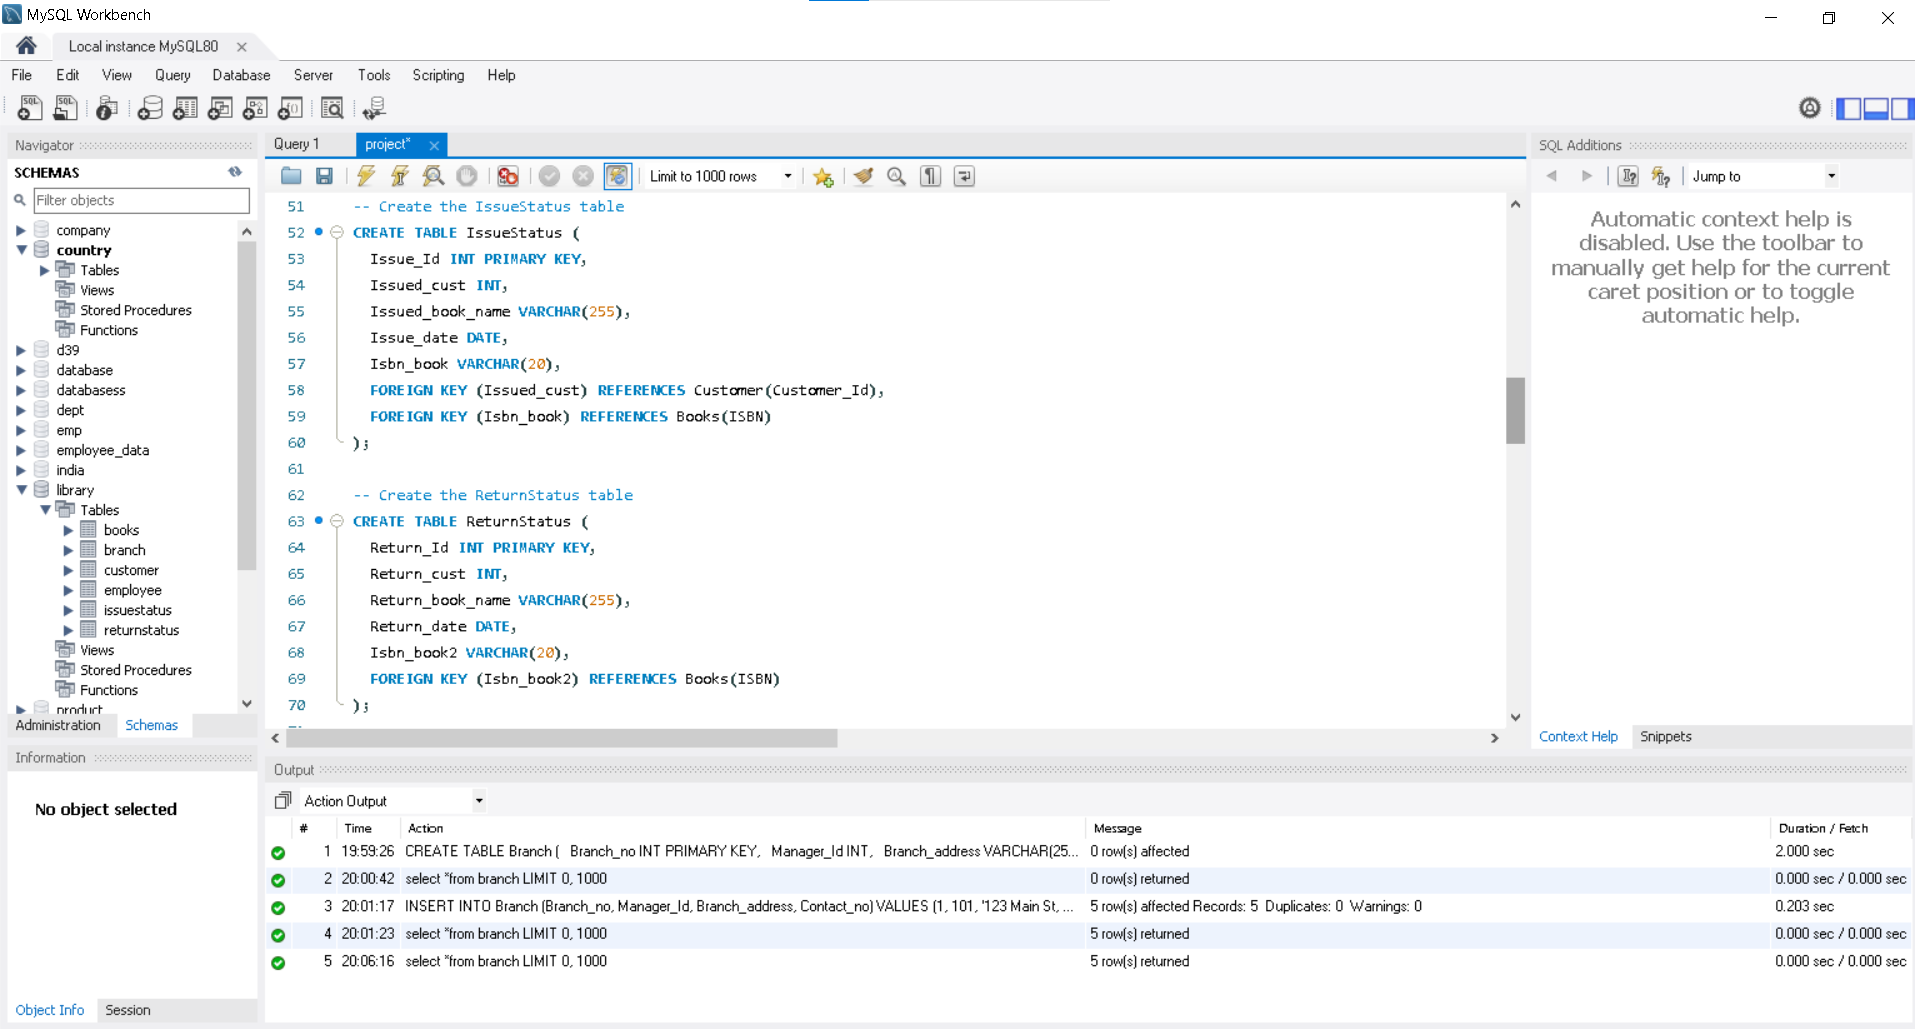 MySQL Workbench
Local instance MySQL80
File Edit View Query Database Server Tools Scripting Help
Navigator
SCHEMAS
Filter objects
company
country
Tables
Views
Stored Procedures
Functions
d39
database
databasess
dept
emp
employee_data
india
library
Tables
books
branch
customer
employee
issuestatus
returnstatus
Views
Stored Procedures
Functions
product
Administration Schemas
Information
No object selected
Object Info Session
Query 1 project*
Limit to 1000 rows
51 -- Create the IssueStatus table
52 CREATE TABLE IssueStatus (
53 Issue_Id INT PRIMARY KEY,
54 Issued_cust INT,
55 Issued_book_name VARCHAR(255),
56 Issue_date DATE,
57 Isbn_book VARCHAR(20),
58 FOREIGN KEY (Issued_cust) REFERENCES Customer(Customer_Id),
59 FOREIGN KEY (Isbn_book) REFERENCES Books(ISBN)
60 );
61
62 -- Create the ReturnStatus table
63 CREATE TABLE ReturnStatus (
64 Return_Id INT PRIMARY KEY,
65 Return_cust INT,
66 Return_book_name VARCHAR(255),
67 Return_date DATE,
68 Isbn_book2 VARCHAR(20),
69 FOREIGN KEY (Isbn_book2) REFERENCES Books(ISBN)
70 );
SQL Additions
Jump to
Automatic context help is
disabled. Use the toolbar to
manually get help for the current
caret position or to toggle
automatic help.
Context Help Snippets
Output
Action Output
# Time Action Message Duration / Fetch
1 19:59:26 CREATE TABLE Branch ( Branch_no INT PRIMARY KEY, Manager_Id INT, Branch_address VARCHAR(25... 0 row(s) affected 2.000 sec
2 20:00:42 select *from branch LIMIT 0, 1000 0 row(s) returned 0.000 sec / 0.000 sec
3 20:01:17 INSERT INTO Branch (Branch_no, Manager_Id, Branch_address, Contact_no) VALUES (1, 101, '123 Main St, ... 5 row(s) affected Records: 5 Duplicates: 0 Warnings: 0 0.203 sec
4 20:01:23 select *from branch LIMIT 0, 1000 5 row(s) returned 0.000 sec / 0.000 sec
5 20:06:16 select *from branch LIMIT 0, 1000 5 row(s) returned 0.000 sec / 0.000 sec